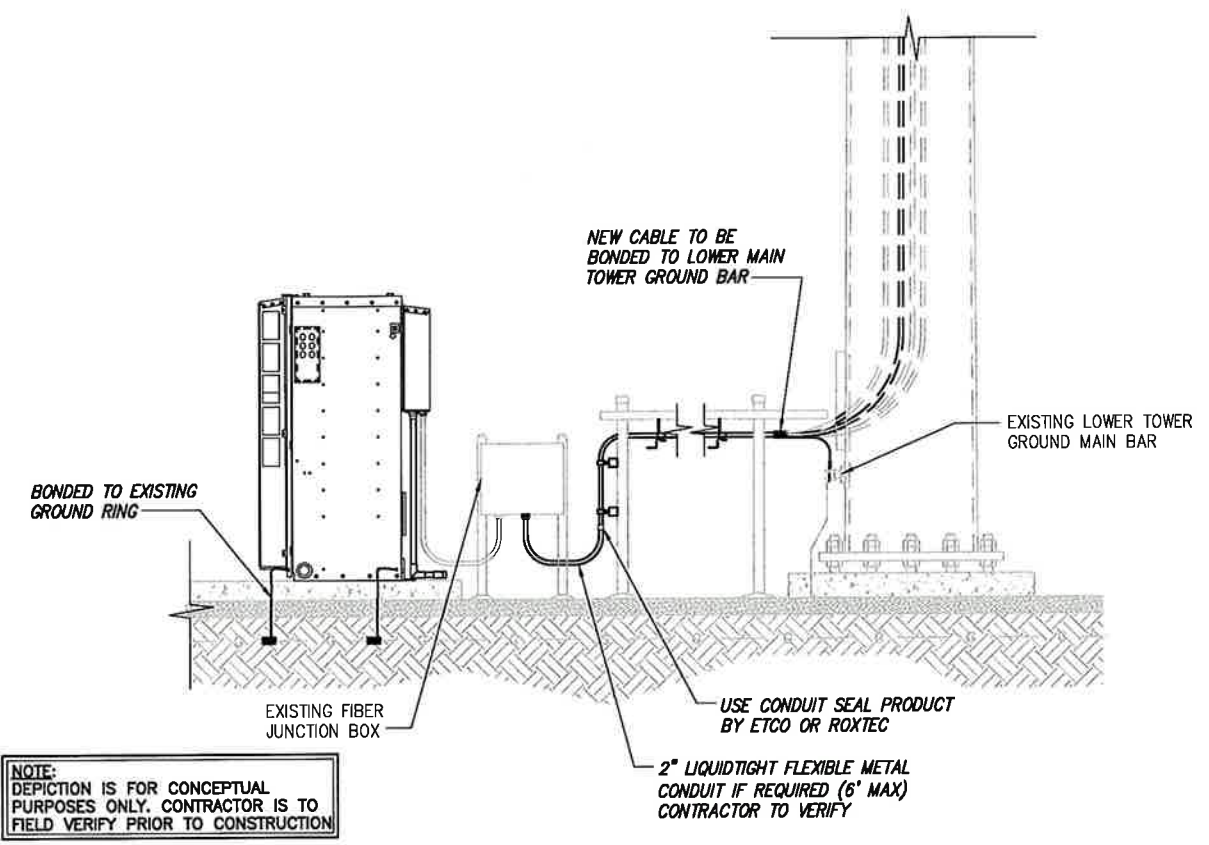 NEW CABLE TO BE
BONDED TO LOWER MAIN
TOWER GROUND BAR
EXISTING LOWER TOWER
GROUND MAIN BAR
BONDED TO EXISTING
GROUND RING
EXISTING FIBER
JUNCTION BOX
USE CONDUIT SEAL PRODUCT
BY ETCO OR ROXTEC
2" LIQUIDTIGHT FLEXIBLE METAL
CONDUIT IF REQUIRED (6' MAX)
CONTRACTOR TO VERIFY
NOTE:
DEPICTION IS FOR CONCEPTUAL
PURPOSES ONLY. CONTRACTOR IS TO
FIELD VERIFY PRIOR TO CONSTRUCTION